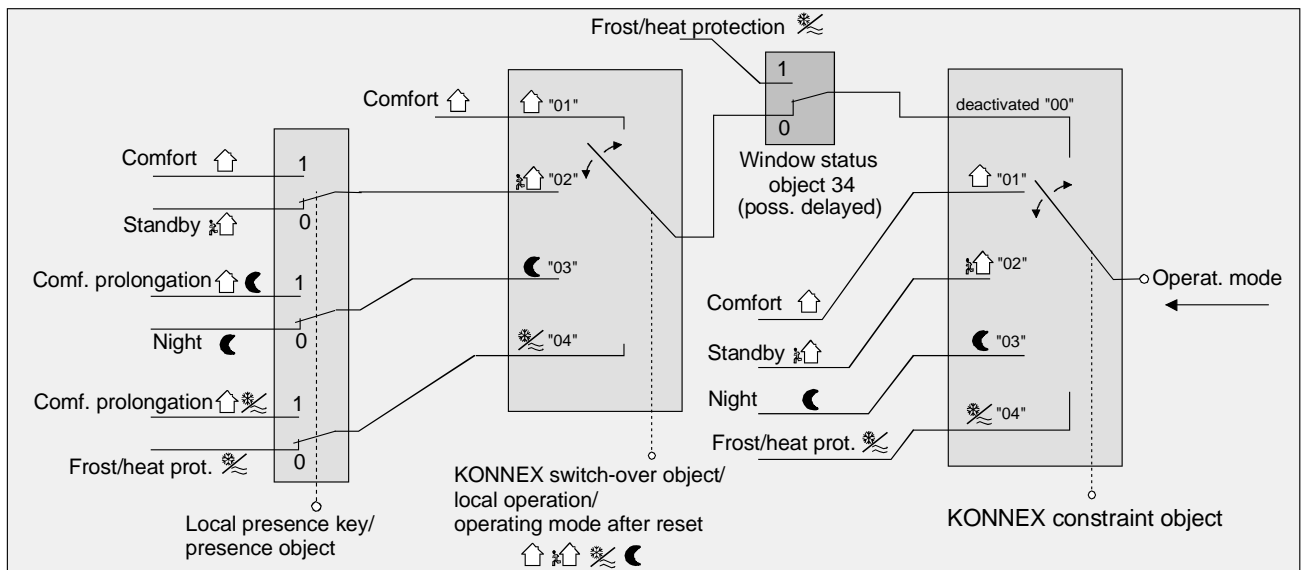 Frost/heat protection
1
0
Window status
object 34
(poss. delayed)
Comfort
"01"
"02"
"03"
"04"
Comfort
1
0
Standby
Comf. prolongation
1
0
Night
Comf. prolongation
1
0
Frost/heat prot.
Local presence key/
presence object
KONNEX switch-over object/
local operation/
operating mode after reset
deactivated "00"
"01"
"02"
"03"
"04"
Comfort
Standby
Night
Frost/heat prot.
Operat. mode
KONNEX constraint object